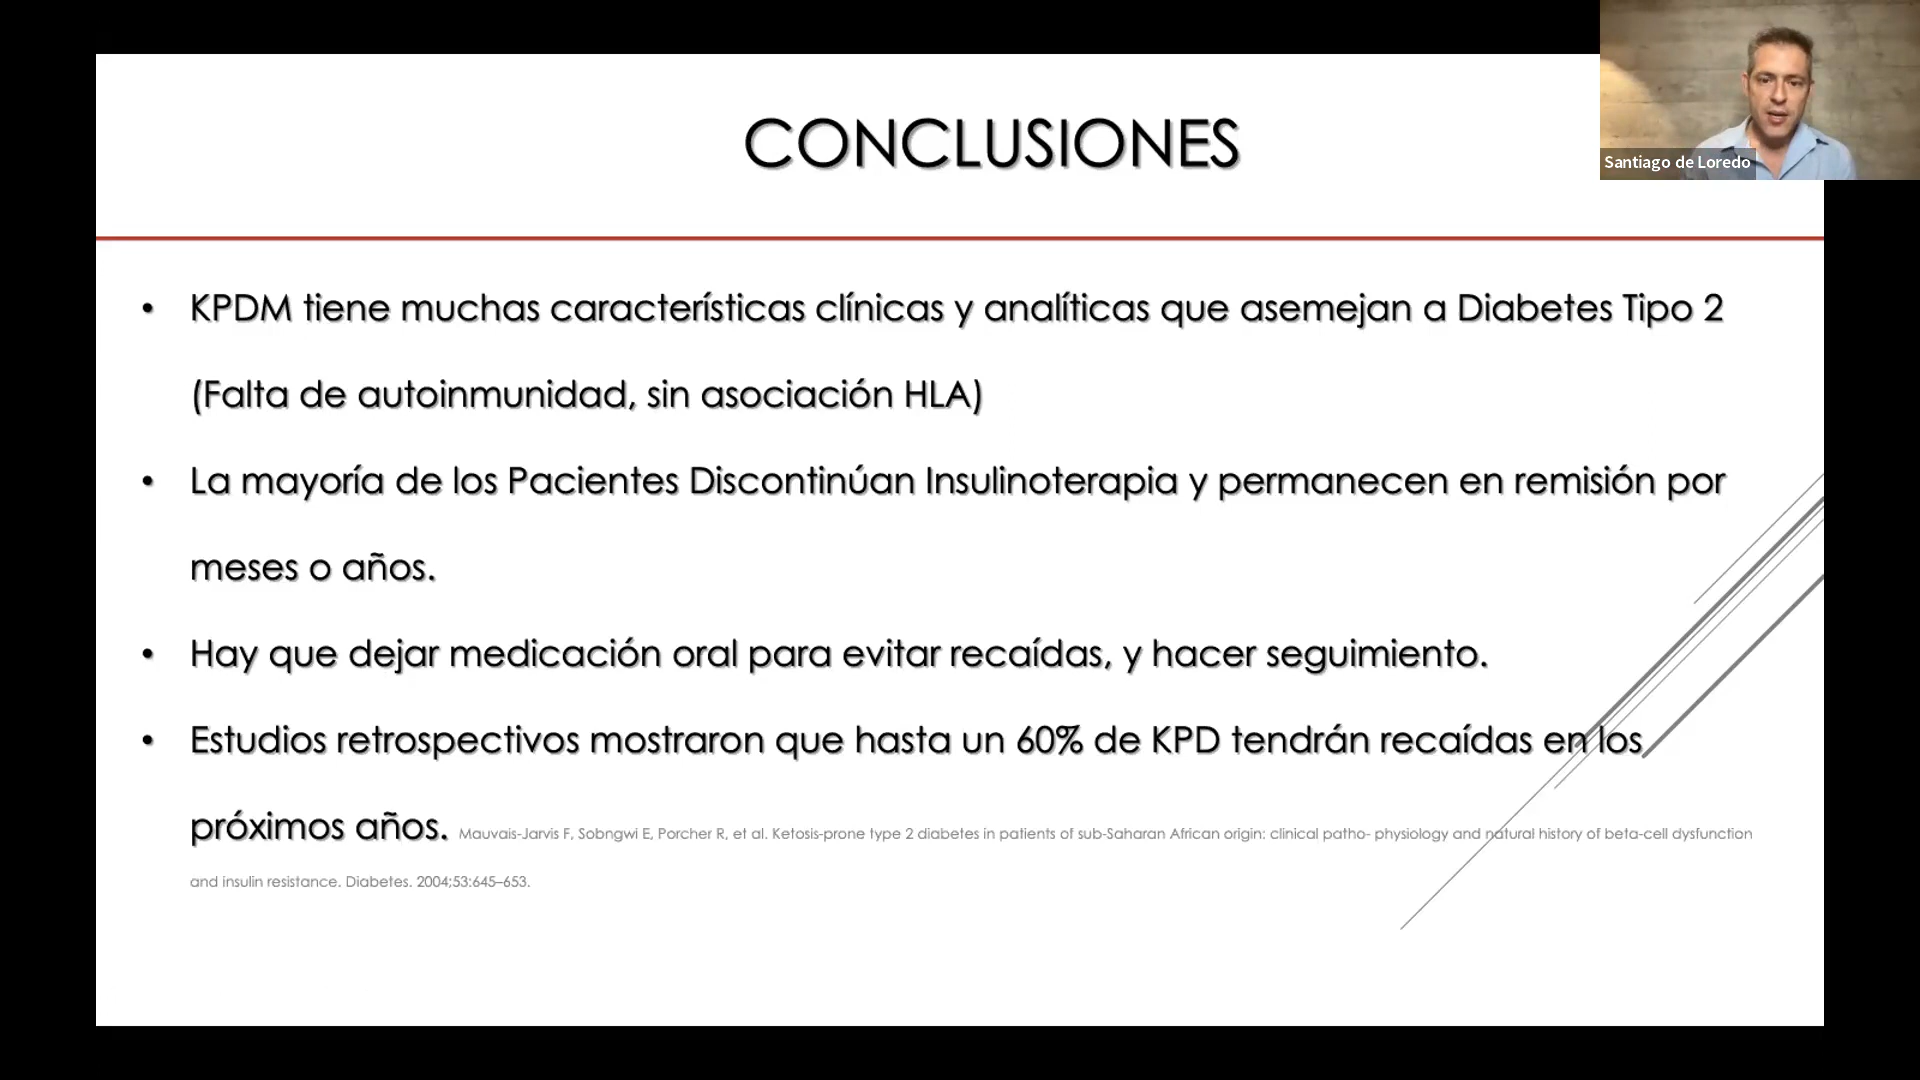 CONCLUSIONES
Santiago de Loredo
• KPDM tiene muchas características clínicas y analíticas que asemejan a Diabetes Tipo 2
(Falta de autoinmunidad, sin asociación HLA)
• La mayoría de los Pacientes Discontinúan Insulinoterapia y permanecen en remisión por
meses o años.
• Hay que dejar medicación oral para evitar recaídas, y hacer seguimiento.
• Estudios retrospectivos mostraron que hasta un 60% de KPD tendrán recaídas en los
próximos años. Mauvais-Jarvis F, Sobngwi E, Porcher R, et al. Ketosis-prone type 2 diabetes in patients of sub-Saharan African origin: clinical patho- physiology and natural history of beta-cell dysfunction
and insulin resistance. Diabetes. 2004;53:645–653.